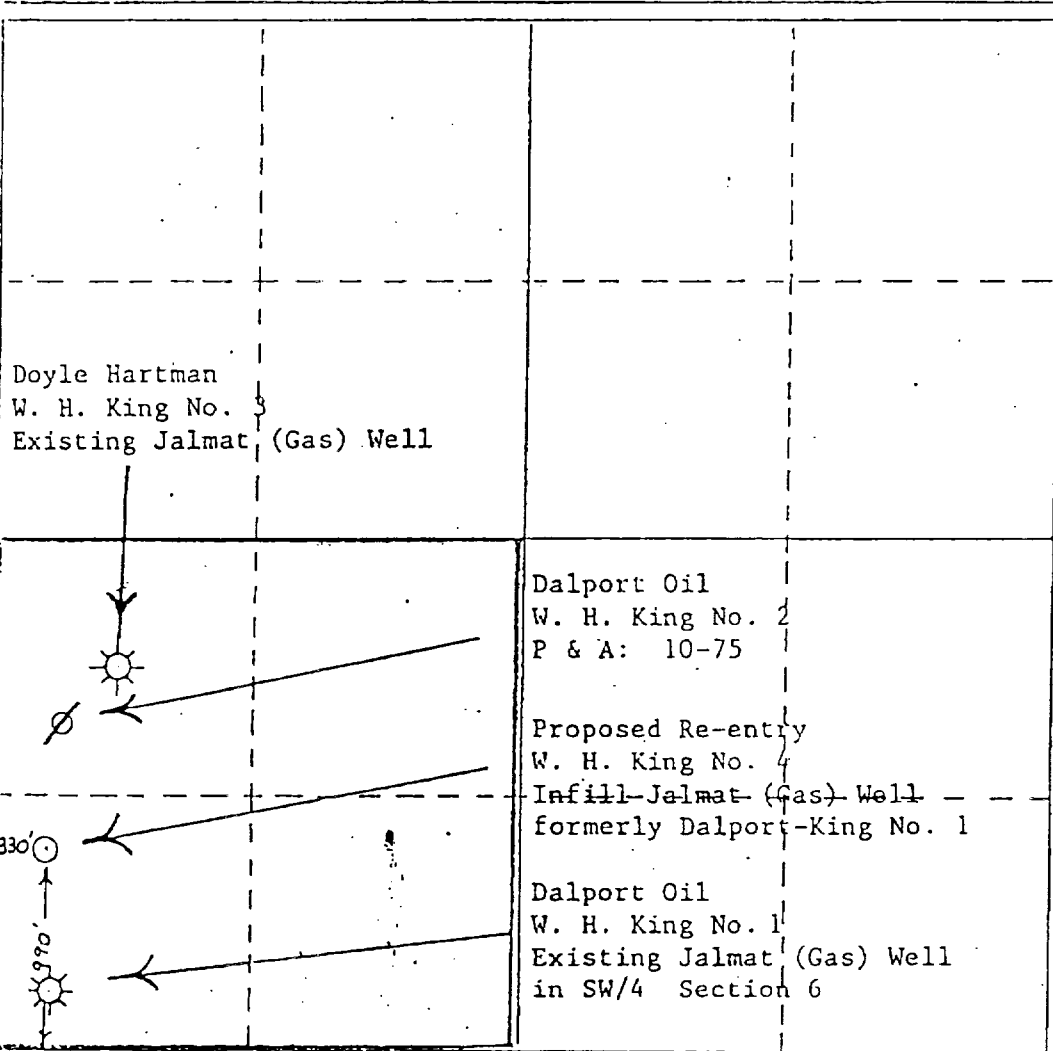 Doyle Hartman
W. H. King No. 3
Existing Jalmat (Gas) Well
Dalport Oil
W. H. King No. 2
P & A: 10-75
Proposed Re-entry
W. H. King No. 4
Infill Jalmat (Gas) Well
formerly Dalport-King No. 1
330'
Dalport Oil
W. H. King No. 1
Existing Jalmat (Gas) Well
in SW/4 Section 6
990'